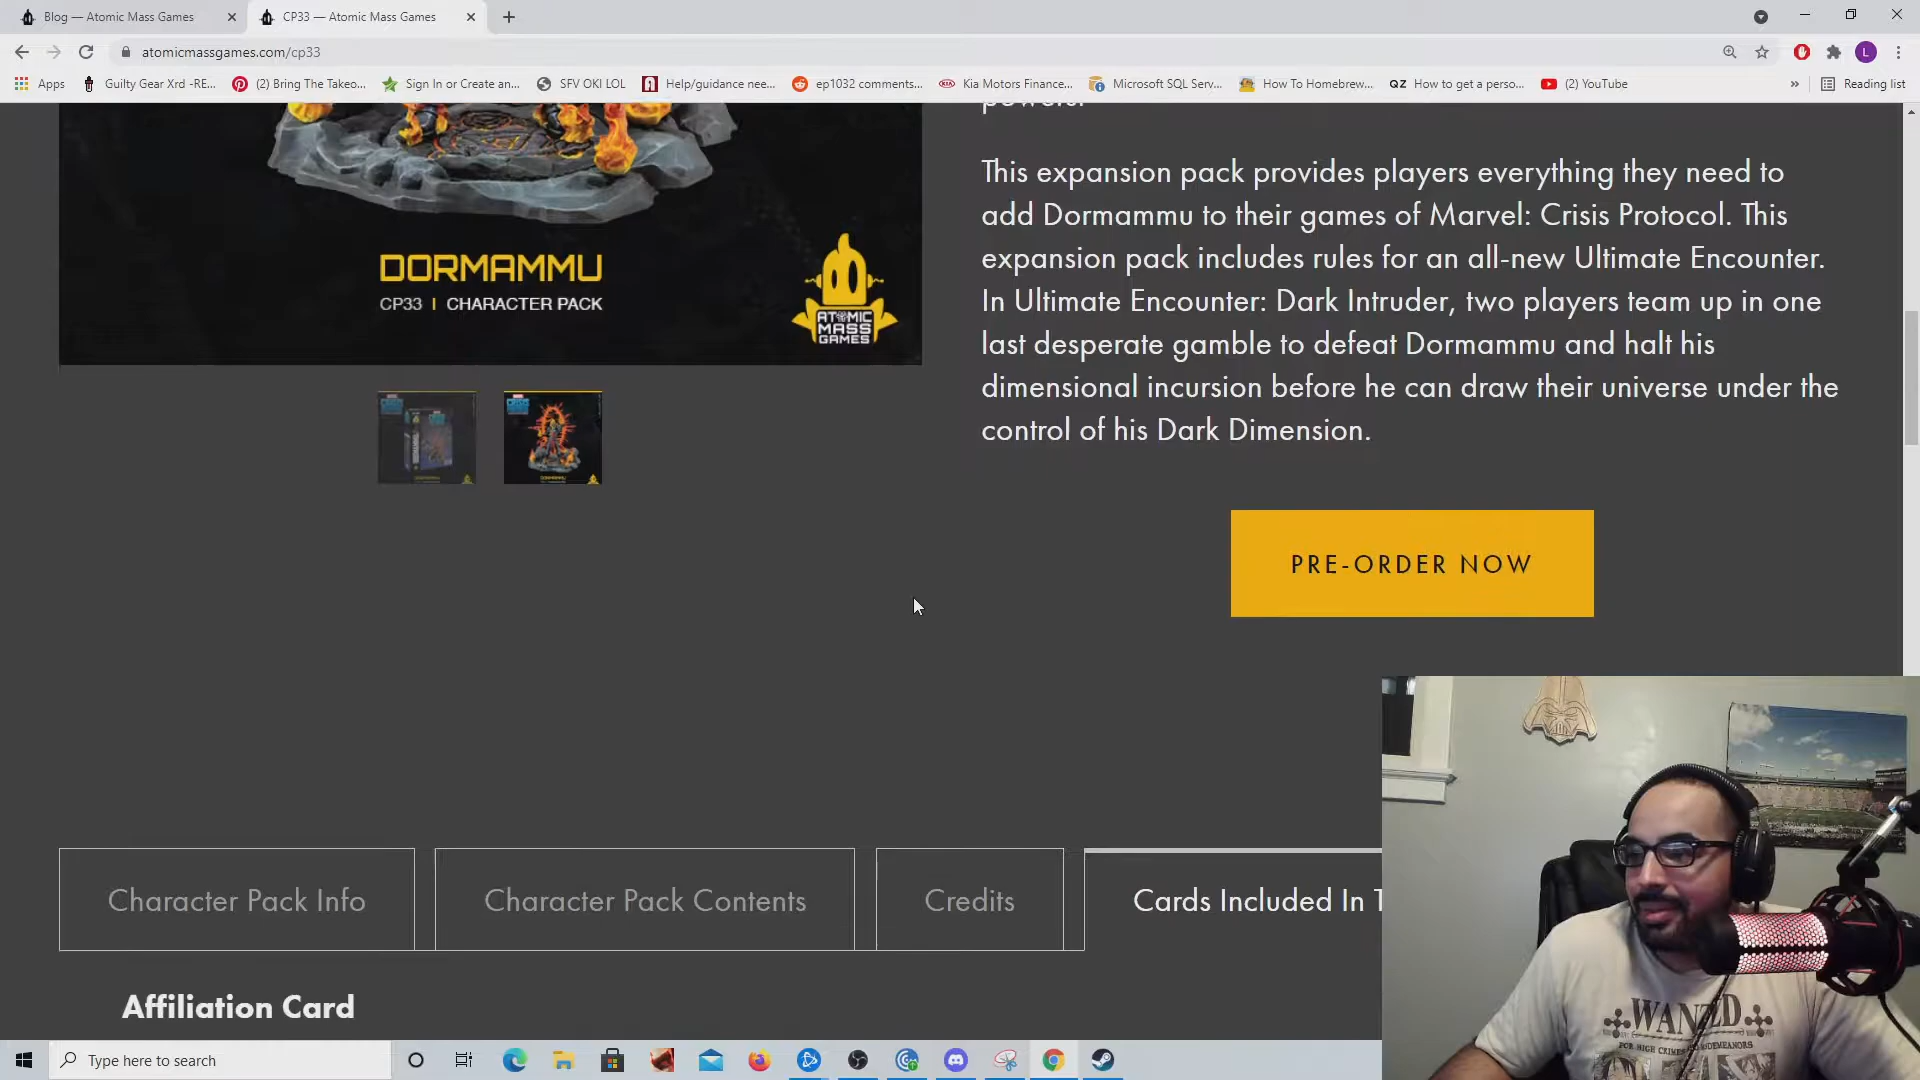 Blog — Atomic Mass Games
CP33 — Atomic Mass Games
atomicmassgames.com/cp33
L
Apps
Guilty Gear Xrd -RE...
(2) Bring The Takeo...
Sign In or Create an...
SFV OKI LOL
Help/guidance nee...
ep1032 comments...
Kia Motors Finance...
Microsoft SQL Serv...
How To Homebrew...
QZ How to get a perso...
(2) YouTube
»
Reading list
powers.
This expansion pack provides players everything they need to
add Dormammu to their games of Marvel: Crisis Protocol. This
expansion pack includes rules for an all-new Ultimate Encounter.
In Ultimate Encounter: Dark Intruder, two players team up in one
last desperate gamble to defeat Dormammu and halt his
dimensional incursion before he can draw their universe under the
control of his Dark Dimension.
DORMAMMU
CP33 | CHARACTER PACK
ATOMIC
MASS
GAMES
PRE-ORDER NOW
Character Pack Info
Character Pack Contents
Credits
Cards Included In T
Affiliation Card
WANTED
FOR HIGH CRIMES
MISDEMEANORS
Type here to search